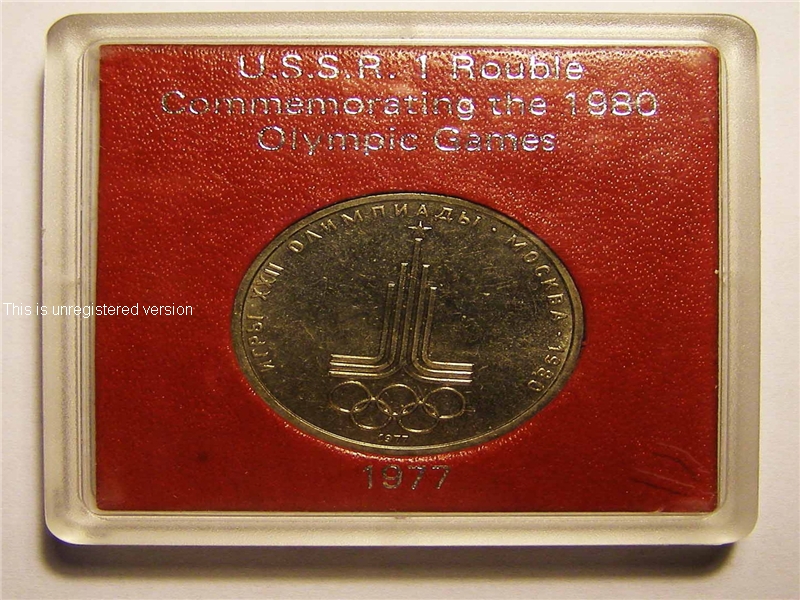 U.S.S.R. 1 Rouble
Commemorating the 1980
Olympic Games
ИГРЫ XXII ОЛИМПИАДЫ · МОСКВА · 1980
This is unregistered version
1977
1977